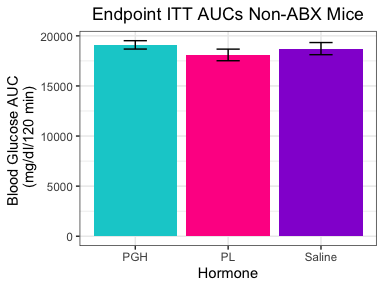 Endpoint ITT AUCs Non-ABX Mice
Blood Glucose AUC
(mg/dl/120 min)
20000
15000
10000
5000
0
PGH PL Saline
Hormone